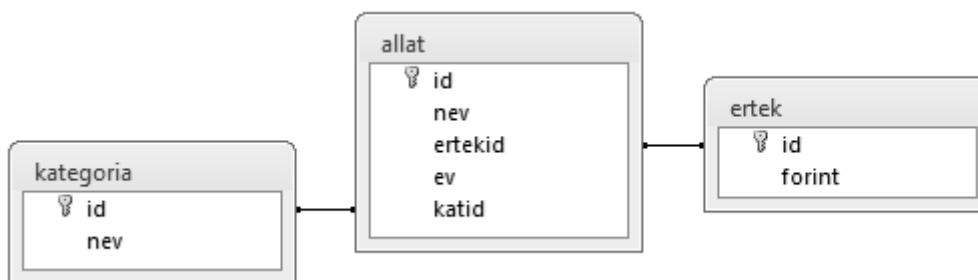 kategoria
id
nev
allat
id
nev
ertekid
ev
katid
ertek
id
forint